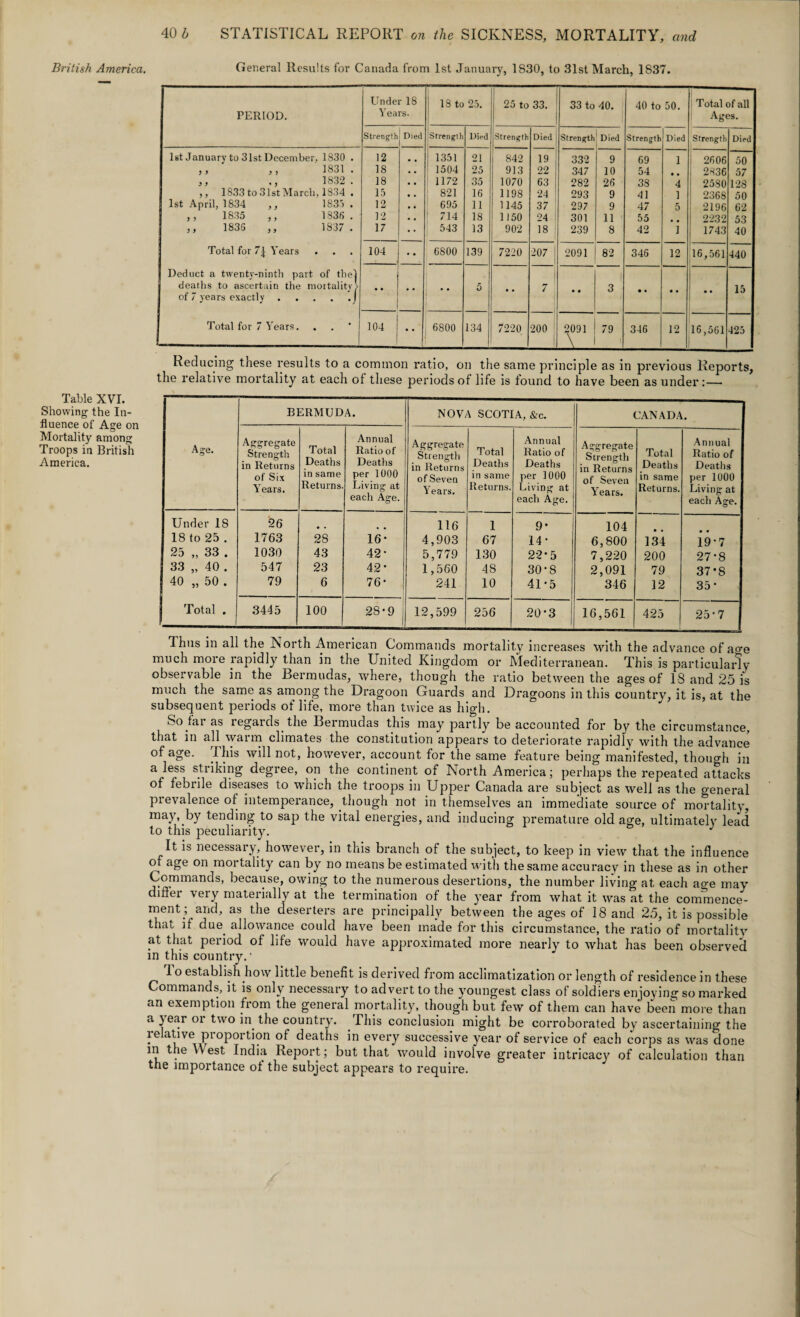 40 b STATISTICAL REPORT on the SICKNESS, MORTALITY, and
British America.
General Results for Canada from 1st January, 1830, to 31st March, 1837.
PERIOD. Under 18 Years. 18 to 25. 25 to 33. 33 to 40. 40 to 50. Total of all Ages.
Strength Died Strength Died Strength Died Strength Died Strength Died Strength Died
1st January to 31st December, 1830 . 12 .. 1351 21 842 19 332 9 69 1 2606 50
,, ,, 1831 . 18 .. 1504 25 913 22 347 10 54 .. 2836 57
,, ,, 1832 . 18 .. 1172 35 1070 63 282 26 38 4 2580 128
,, 1833 to 31st March, 1834 . 15 .. 821 16 1198 24 293 9 41 1 2368 50
1st April, 1834 ,, 1835 . 12 .. 695 11 1145 37 297 9 47 5 2196 62
,, 1835 ,, 1836 . 12 .. 714 18 1150 24 301 11 55 .. 2232 53
,, 1836 ,, 1837 . 17 .. 543 13 902 18 239 8 42 1 1743 40
Total for 7¼ Years . . . 104 .. 6800 139 7220 207 2091 82 346 12 16,561 440
Deduct a twenty-ninth part of the
deaths to ascertain the mortality
of 7 years exactly . . . . . .. .. .. 5 .. 7 .. 3 .. .. .. 15
Total for 7 Years. . . . 104 .. 6800 134 7220 200 2091 79 346 12 16,561 425
Reducing these results to a common ratio, on the same principle as in previous Reports,
the relative mortality at each of these periods of life is found to have been as under:—
Table XVI.
Showing the In-
fluence of Age on
Mortality among
Troops in British
America.
BERMUDA. NOVA SCOTIA, &c. CANADA.
Age. Aggregate Strength in Returns of Six Years. Total Deaths in same Returns. Annual Ratio of Deaths per 1000 Living at each Age. Aggregate Strength in Returns of Seven Years. Total Deaths in same Returns. Annual Ratio of Deaths per 1000 Living at each Age. Aggregate Strength in Returns of Seven Years. Total Deaths in same Returns. Annual Ratio of Deaths per 1000 Living at each Age.
Under 18 26 .. .. 116 1 9· 104 .. ..
18 to 25 . 1763 28 16· 4,903 67 14· 6,800 134 19·7
25 ,, 33 . 1030 43 42· 5,779 130 22·5 7,220 200 27·8
33 ,, 40 . 547 23 42· 1,560 48 30·8 2,091 79 37·8
40 ,, 50 . 79 6 76· 241 10 41·5 346 12 35·
Total . 3445 100 28·9 12,599 256 20·3 16,561 425 25·7
Thus in all the North American Commands mortality increases with the advance of age
much more rapidly than in the United Kingdom or Mediterranean. This is particularly
observable in the Bermudas, where, though the ratio between the ages of 18 and 25 is
much the same as among the Dragoon Guards and Dragoons in this country, it is, at the
subsequent periods of life, more than twice as high.
So far as regards the Bermudas this may partly be accounted for by the circumstance,
that in all warm climates the constitution appears to deteriorate rapidly with the advance
of age. This will not, however, account for the same feature being manifested, though in
a less striking degree, on the continent of North America; perhaps the repeated attacks
of febrile diseases to which the troops in Upper Canada are subject as well as the general
prevalence of intemperance, though not in themselves an immediate source of mortality,
may, by tending to sap the vital energies, and inducing premature old age, ultimately lead
to this peculiarity.
It is necessary, however, in this branch of the subject, to keep in view that the influence
of age on mortality can by no means be estimated with the same accuracy in these as in other
Commands, because, owing to the numerous desertions, the number living at each age may
differ very materially at the termination of the year from what it was at the commence-
ment; and, as the deserters are principally between the ages of 18 and 25, it is possible
that if due allowance could have been made for this circumstance, the ratio of mortality
at that period of life would have approximated more nearly to what has been observed
in this country.
To establish how little benefit is derived from acclimatization or length of residence in these
Commands, it is only necessary to advert to the youngest class of soldiers enjoying so marked
an exemption from the general mortality, though but few of them can have been more than
a year or two in the country. This conclusion might be corroborated by ascertaining the
relative proportion of deaths in every successive year of service of each corps as was done
in the West India Report; but that would involve greater intricacy of calculation than
the importance of the subject appears to require.